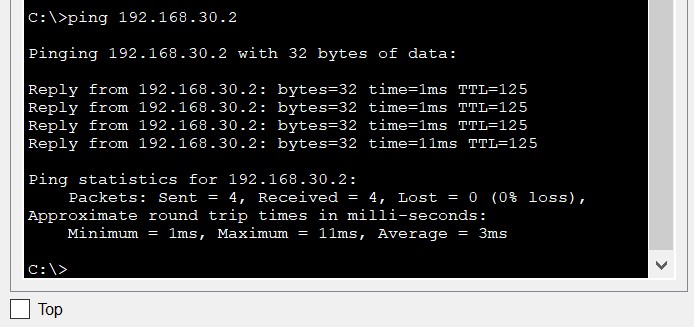 C:\>ping 192.168.30.2
Pinging 192.168.30.2 with 32 bytes of data:
Reply from 192.168.30.2: bytes=32 time=1ms TTL=125
Reply from 192.168.30.2: bytes=32 time=1ms TTL=125
Reply from 192.168.30.2: bytes=32 time=1ms TTL=125
Reply from 192.168.30.2: bytes=32 time=11ms TTL=125
Ping statistics for 192.168.30.2:
    Packets: Sent = 4, Received = 4, Lost = 0 (0% loss),
Approximate round trip times in milli-seconds:
    Minimum = 1ms, Maximum = 11ms, Average = 3ms
C:\>
Top